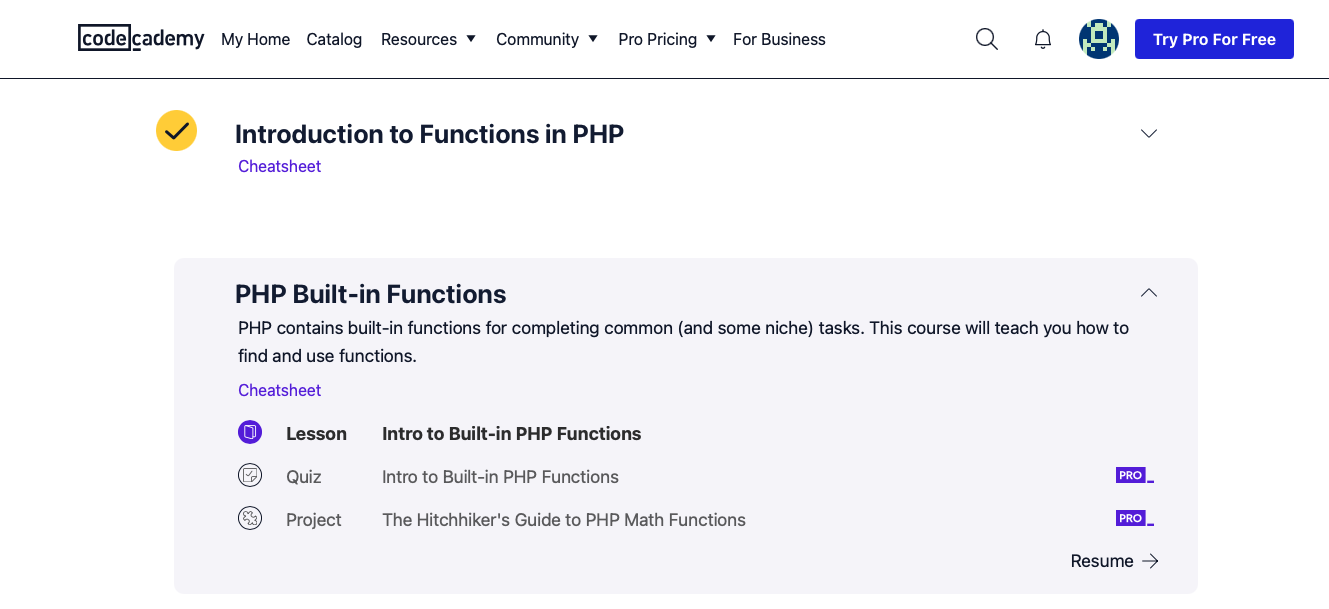 codecademy My Home Catalog Resources Community Pro Pricing For Business Try Pro For Free
Introduction to Functions in PHP
Cheatsheet
PHP Built-in Functions
PHP contains built-in functions for completing common (and some niche) tasks. This course will teach you how to
find and use functions.
Cheatsheet
Lesson Intro to Built-in PHP Functions
Quiz Intro to Built-in PHP Functions PRO
Project The Hitchhiker's Guide to PHP Math Functions PRO
Resume